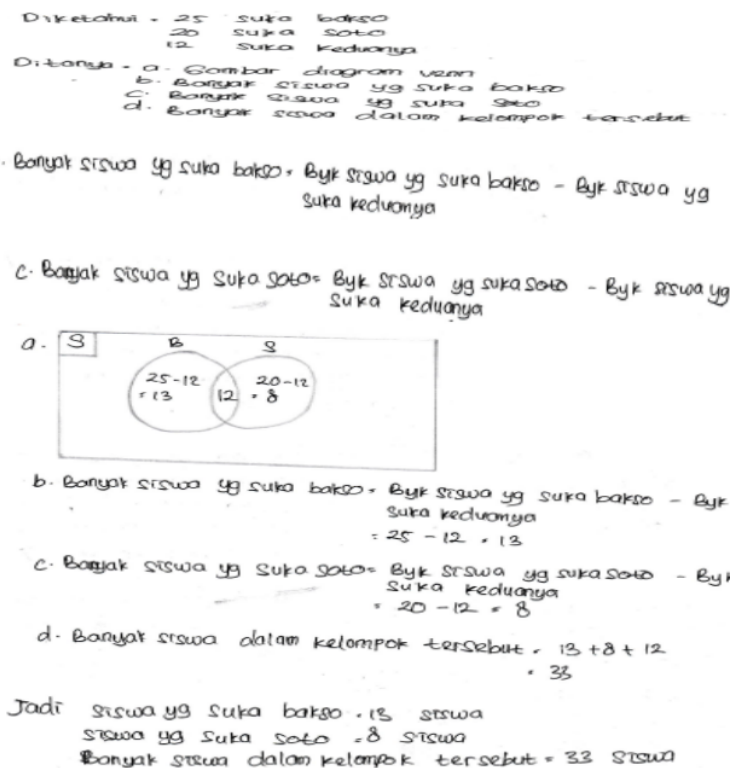 Diketahui = 25 suka bakso
20 suka soto
12 suka keduanya
Ditanya = a. Gambar diagram venn
b. Banyak siswa yg suka bakso
c. Banyak siswa yg suka soto
d. Banyak siswa dalam kelompok tersebut
. Banyak siswa yg suka bakso = Byk siswa yg suka bakso - Byk siswa yg
suka keduanya
c. Banyak siswa yg suka soto = Byk siswa yg suka soto - Byk siswa yg
suka keduanya
a. S B S
25-12 20-12
= 13 12 = 8
b. Banyak siswa yg suka bakso = Byk siswa yg suka bakso - Byk
suka keduanya
= 25 - 12 = 13
c. Banyak siswa yg suka soto = Byk siswa yg suka soto - Byk
suka keduanya
= 20 - 12 = 8
d. Banyak siswa dalam kelompok tersebut = 13 + 8 + 12
= 33
Jadi siswa yg suka bakso = 13 siswa
siswa yg suka soto = 8 siswa
Banyak siswa dalam kelompok tersebut = 33 siswa